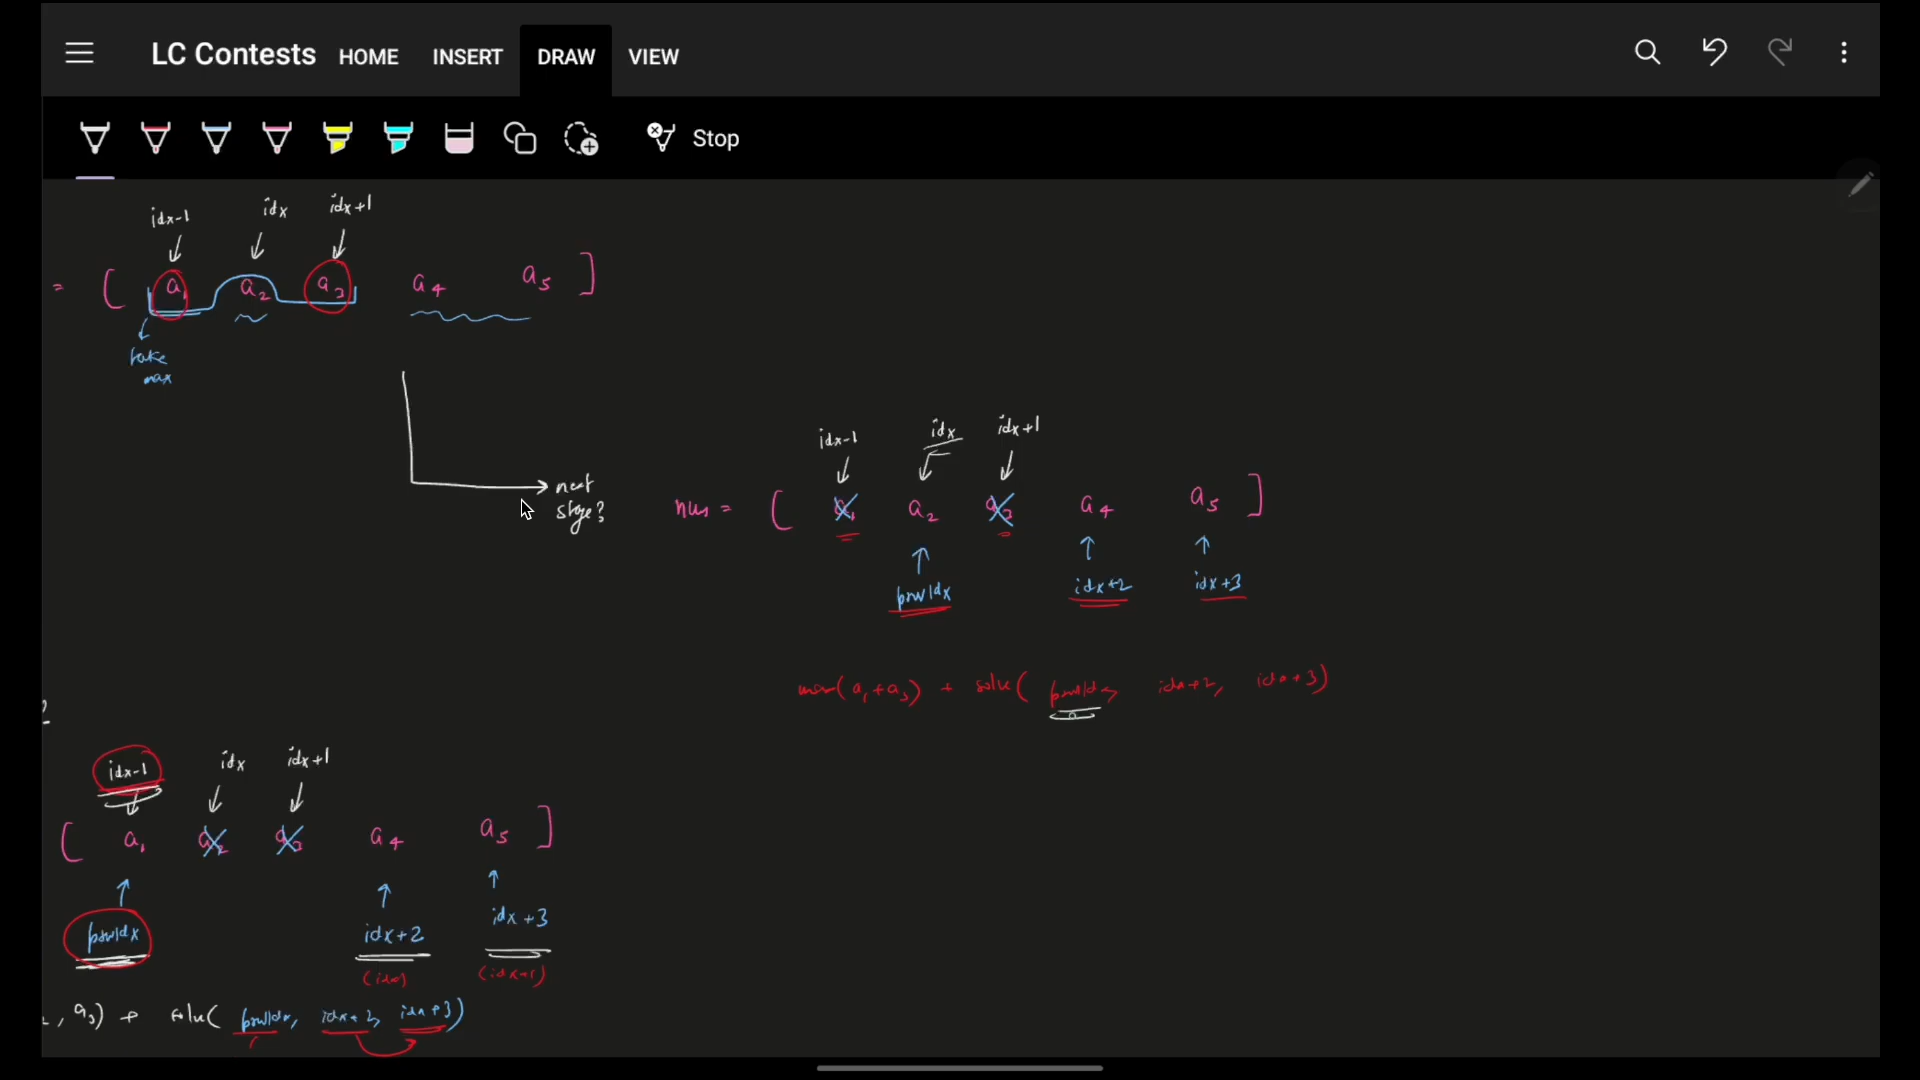 LC Contests HOME INSERT DRAW VIEW
Stop
idx-1 idx idx+1
= [ a1 a2 a3 a4 a5 ]
take
max
next
stage?
idx-1 idx idx+1
nums = [ a1 a2 a3 a4 a5 ]
prevIdx idx+2 idx+3
max(a1+a3) + solve( prevIdx, idx+2, idx+3)
?
idx-1 idx idx+1
[ a1 a2 a3 a4 a5 ]
prevIdx idx+2 idx+3
(idx) (idx+1)
, a3) + solve( prevIdx, idx+2, idx+3)